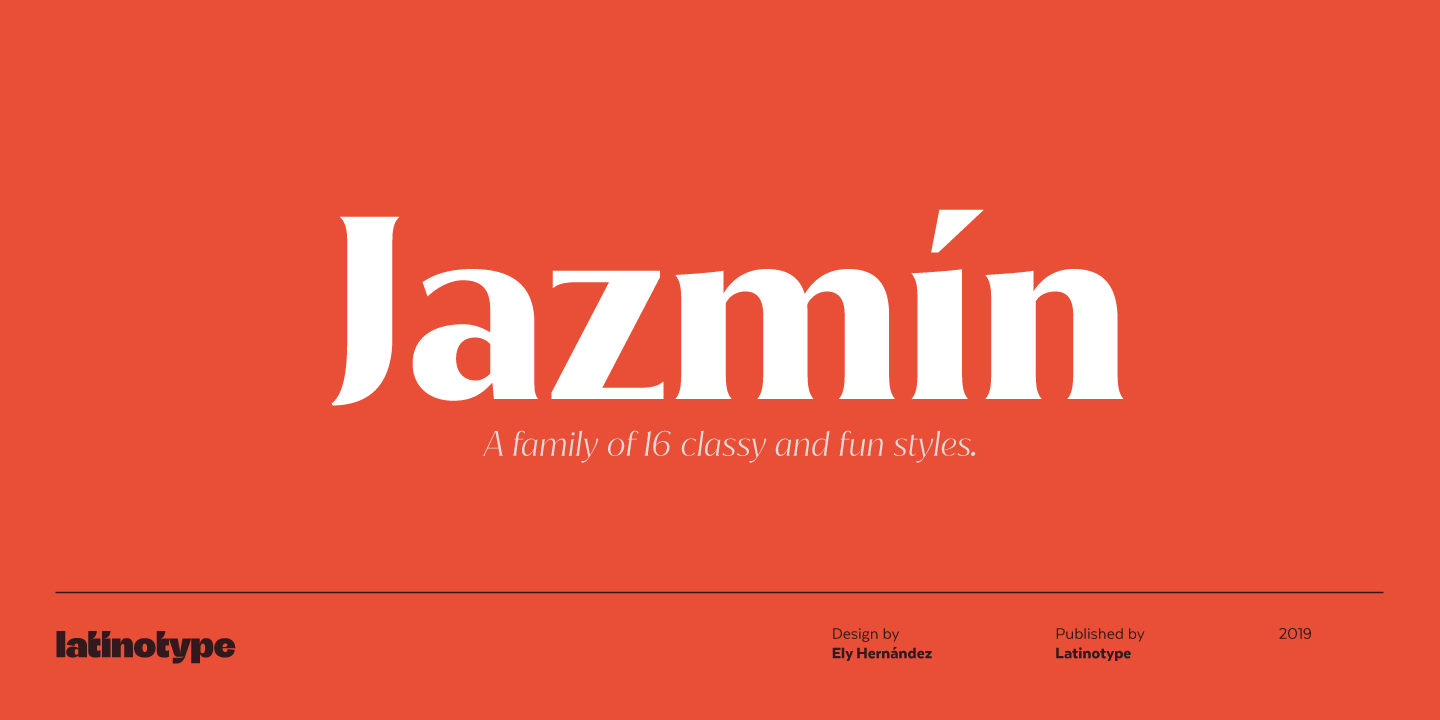 Jazmín
A family of 16 classy and fun styles.
latinotype
Design by
Ely Hernández
Published by
Latinotype
2019